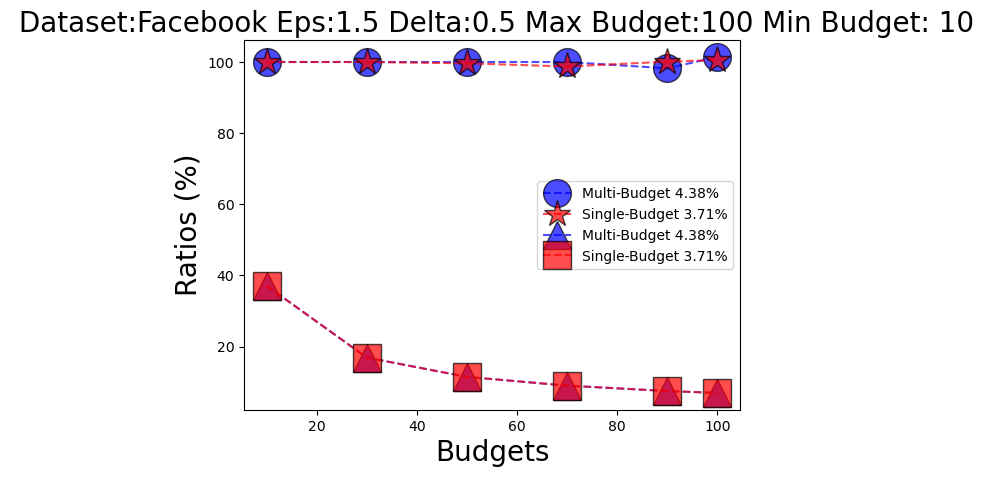 Dataset:Facebook Eps:1.5 Delta:0.5 Max Budget:100 Min Budget: 10
Ratios (%)
100
80
60
40
20
Multi-Budget 4.38%
Single-Budget 3.71%
Multi-Budget 4.38%
Single-Budget 3.71%
20 40 60 80 100
Budgets